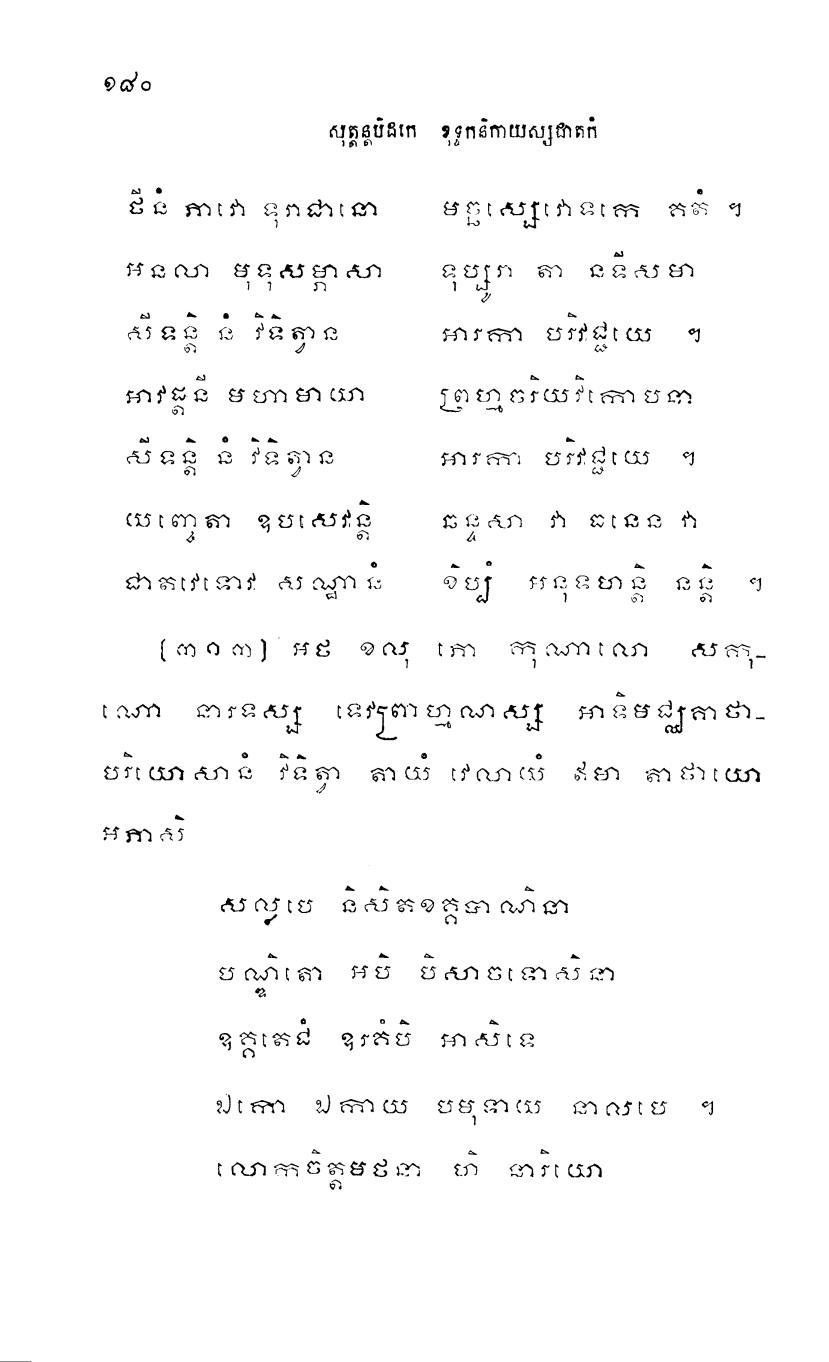 ១៨០
សុត្តន្តបិដកេ ខុទ្ទកនិកាយស្សជាតកំ
ថីនំ ភាវោ ទុរាជានោ មច្ឆស្សេវោទកេ គតំ ។
អនលា មុទុសម្ភាសា ទុប្បូរា តា នទីសមា
សីទន្តិ នំ វិទិត្វាន អារកា បរិវជ្ជយេ ។
អាវដ្តនី មហាមាយា ព្រហ្មចរិយវិកោបនា
សីទន្តិ នំ វិទិត្វាន អារកា បរិវជ្ជយេ ។
យញ្ចេតា ឧបសេវន្តិ ឆន្ទសា វា ធនេន វា
ជាតវេទោវ សណ្ឋានំ ខិប្បំ អនុទហន្តិ នន្តិ ។
(៣០៣) អថ ខលុ ភោ កុណាលោ សកុ-
ណោ នារទស្ស ទេវព្រាហ្មណស្ស អាទិមជ្ឈគាថា-
បរិយោសានំ វិទិត្វា តាយំ វេលាយំ ឥមា គាថាយោ
អភាសិ
សល្លបេ និសិតខគ្គបាណិនា
បណ្ឌិតោ អបិ បិសាចទោសិនា
ឧគ្គតេជំ ឧរគំបិ អាសិទេ
ឯកោ ឯកាយ បមុទាយ នាលបេ ។
លោកចិត្តមថនា ហិ នារិយោ